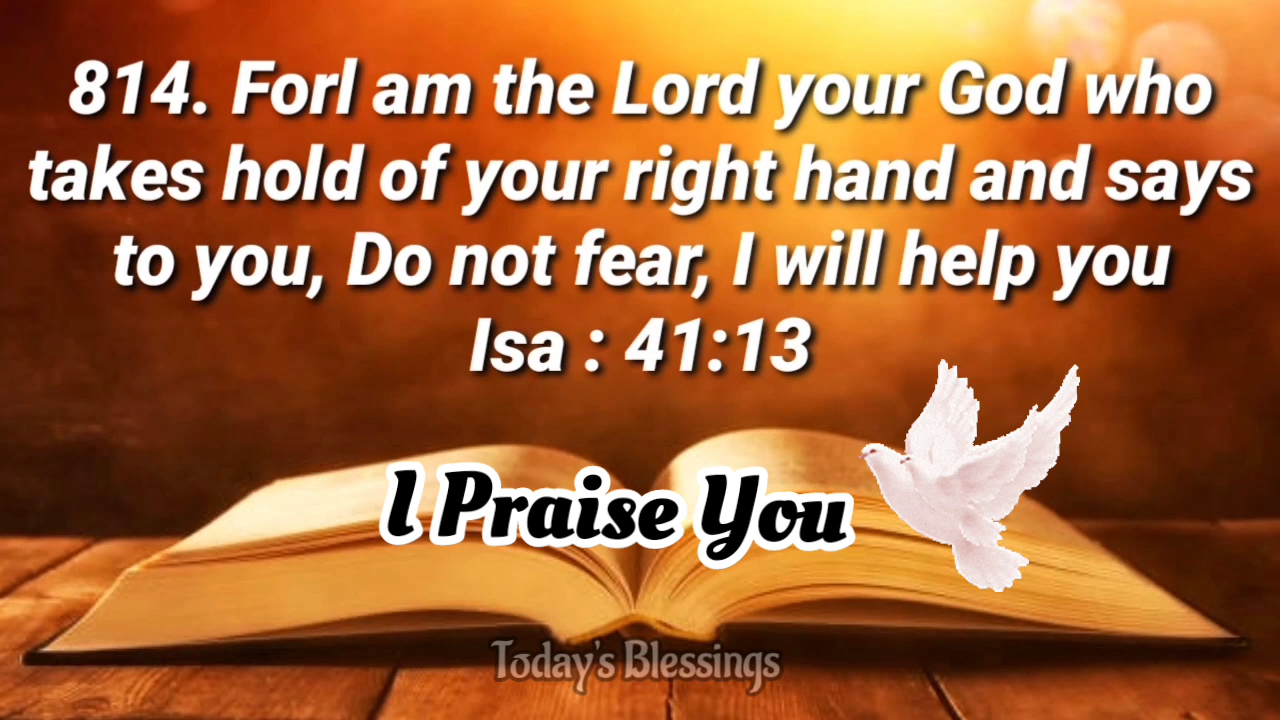 814. Forl am the Lord your God who
takes hold of your right hand and says
to you, Do not fear, I will help you
Isa : 41:13
I Praise You
Today's Blessings